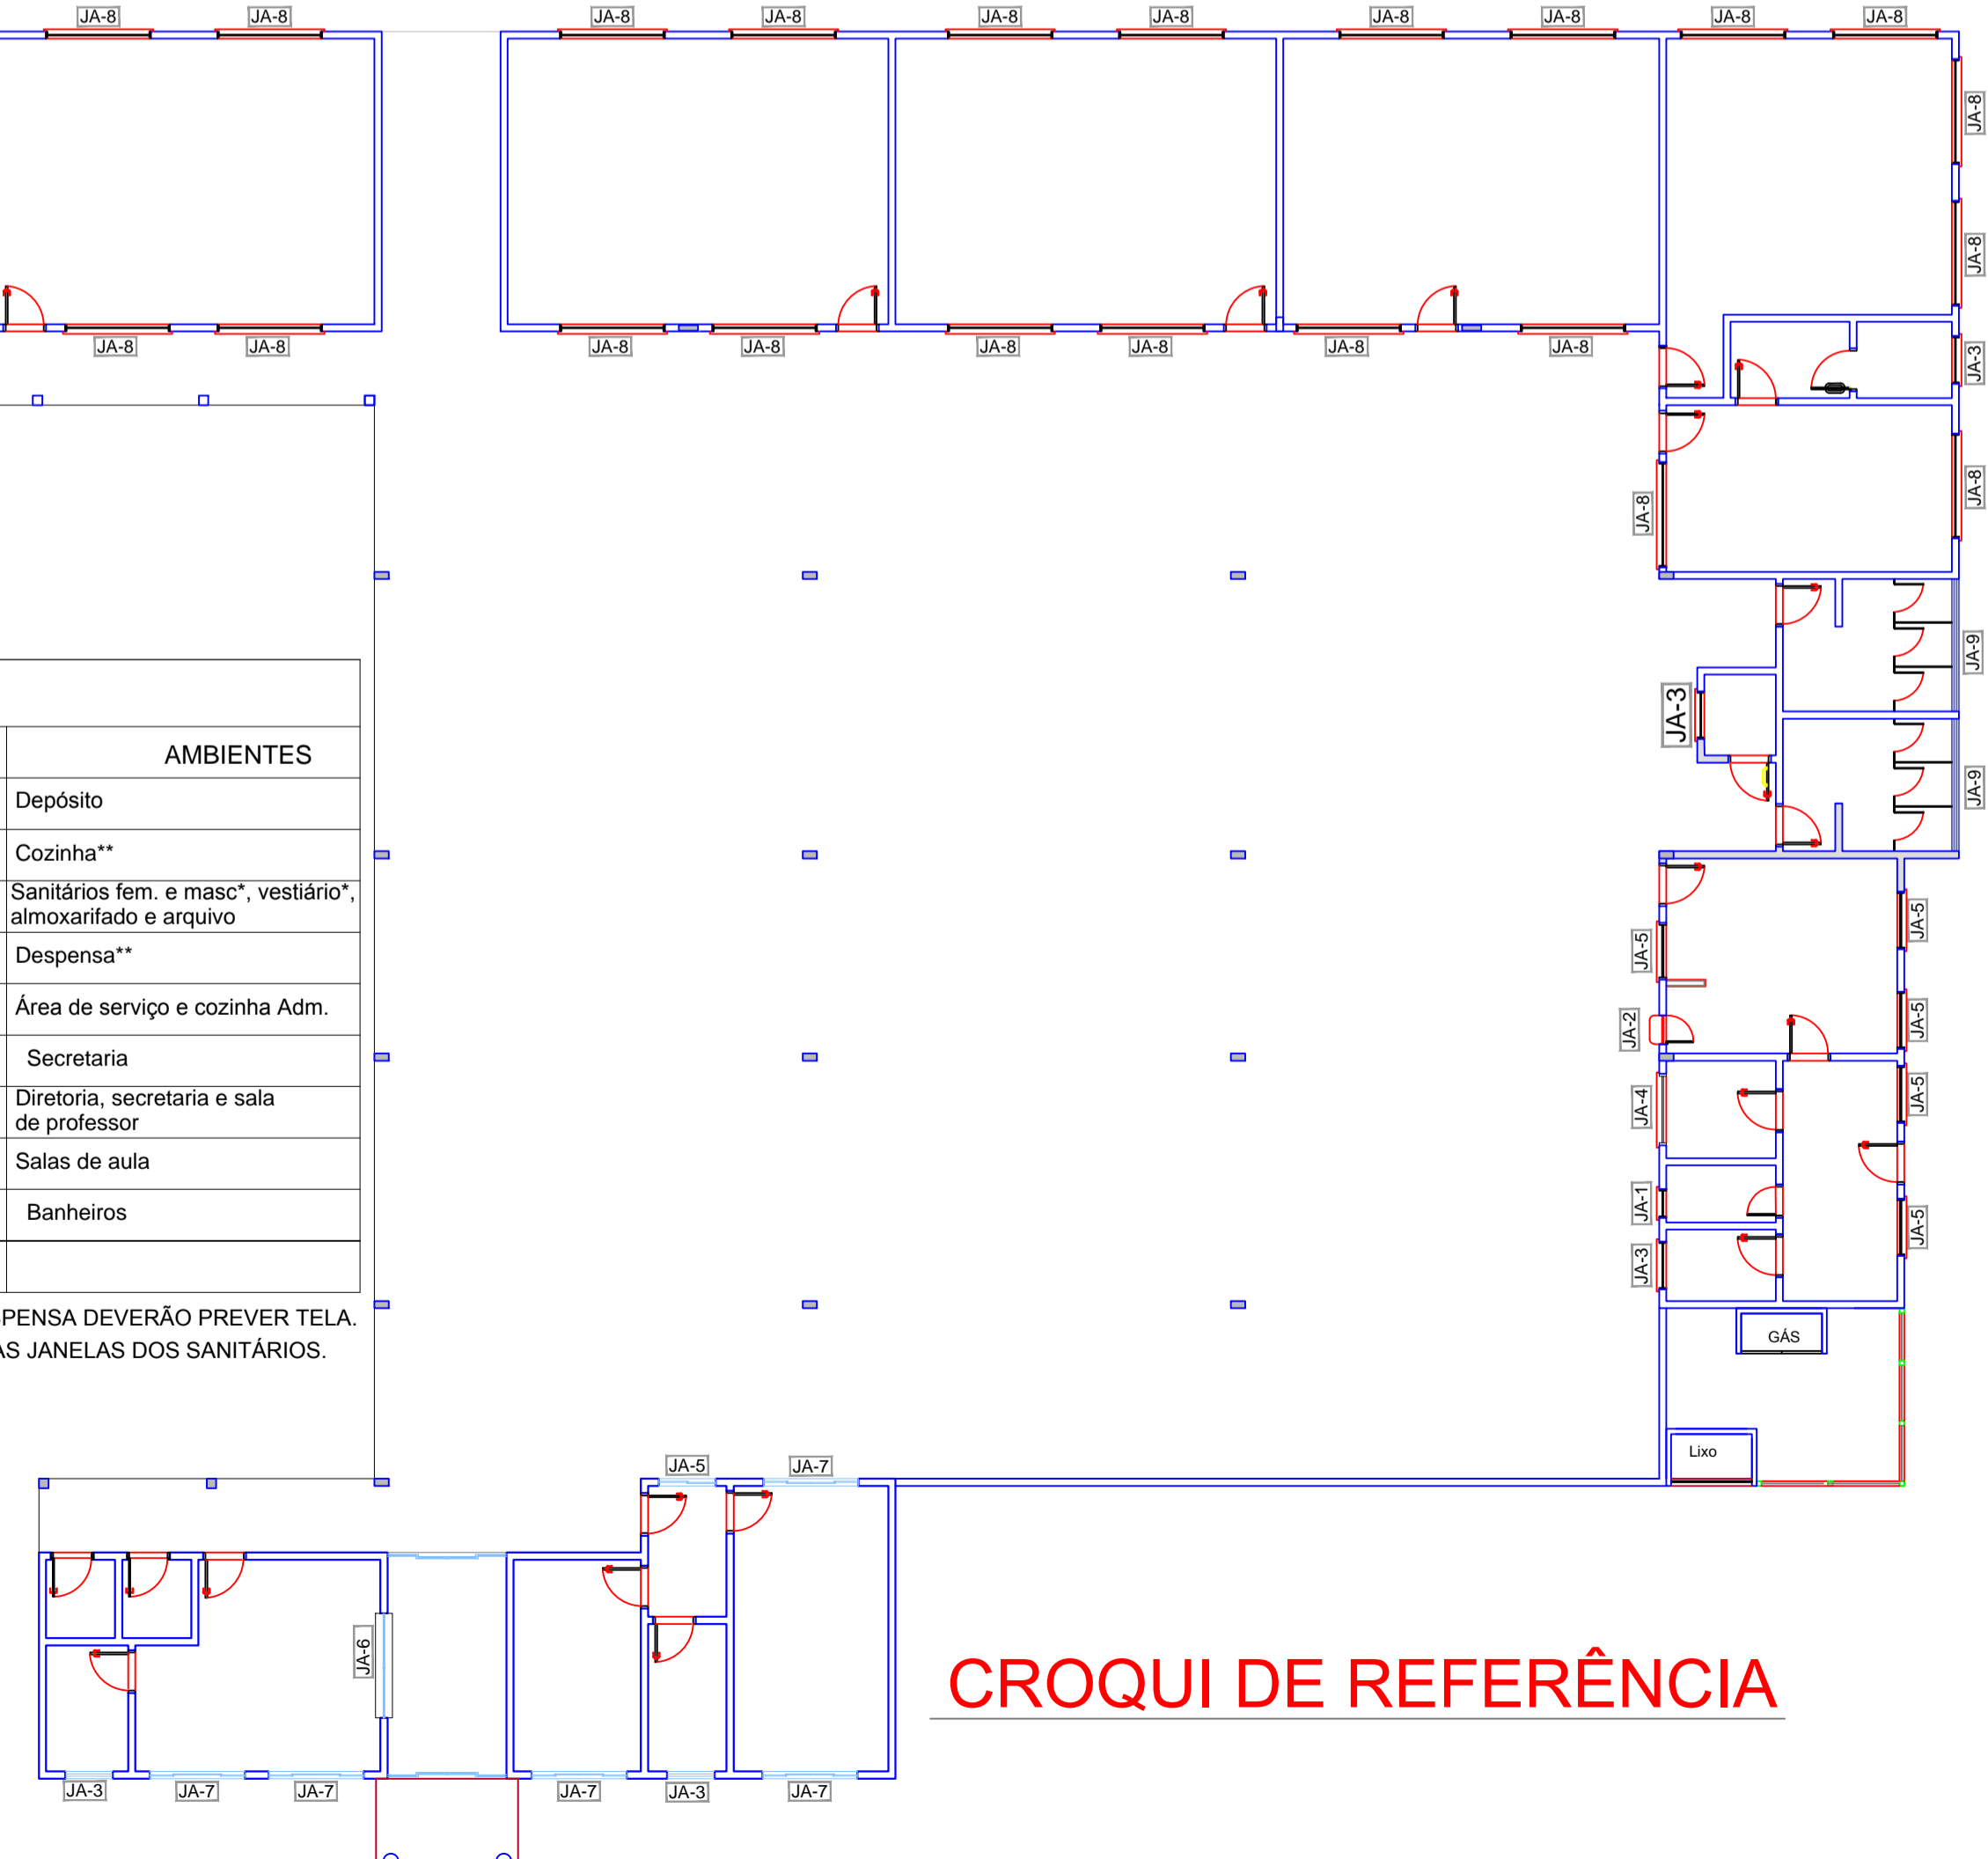 JA-8 JA-8 JA-8 JA-8 JA-8 JA-8 JA-8 JA-8 JA-8 JA-8
JA-8
JA-8
JA-8 JA-8 JA-8 JA-8 JA-8 JA-8 JA-8 JA-8
JA-3
JA-8
JA-8
JA-9
JA-3
JA-9
AMBIENTES
Depósito
Cozinha**
Sanitários fem. e masc*, vestiário*,
almoxarifado e arquivo
Despensa**
Área de serviço e cozinha Adm.
Secretaria
Diretoria, secretaria e sala
de professor
Salas de aula
Banheiros
SPENSA DEVERÃO PREVER TELA.
AS JANELAS DOS SANITÁRIOS.
JA-5
JA-5
JA-5
JA-2
JA-5
JA-4
JA-1
JA-5
JA-3
GÁS
Lixo
JA-5 JA-7
JA-6
CROQUI DE REFERÊNCIA
JA-3 JA-7 JA-7 JA-7 JA-3 JA-7